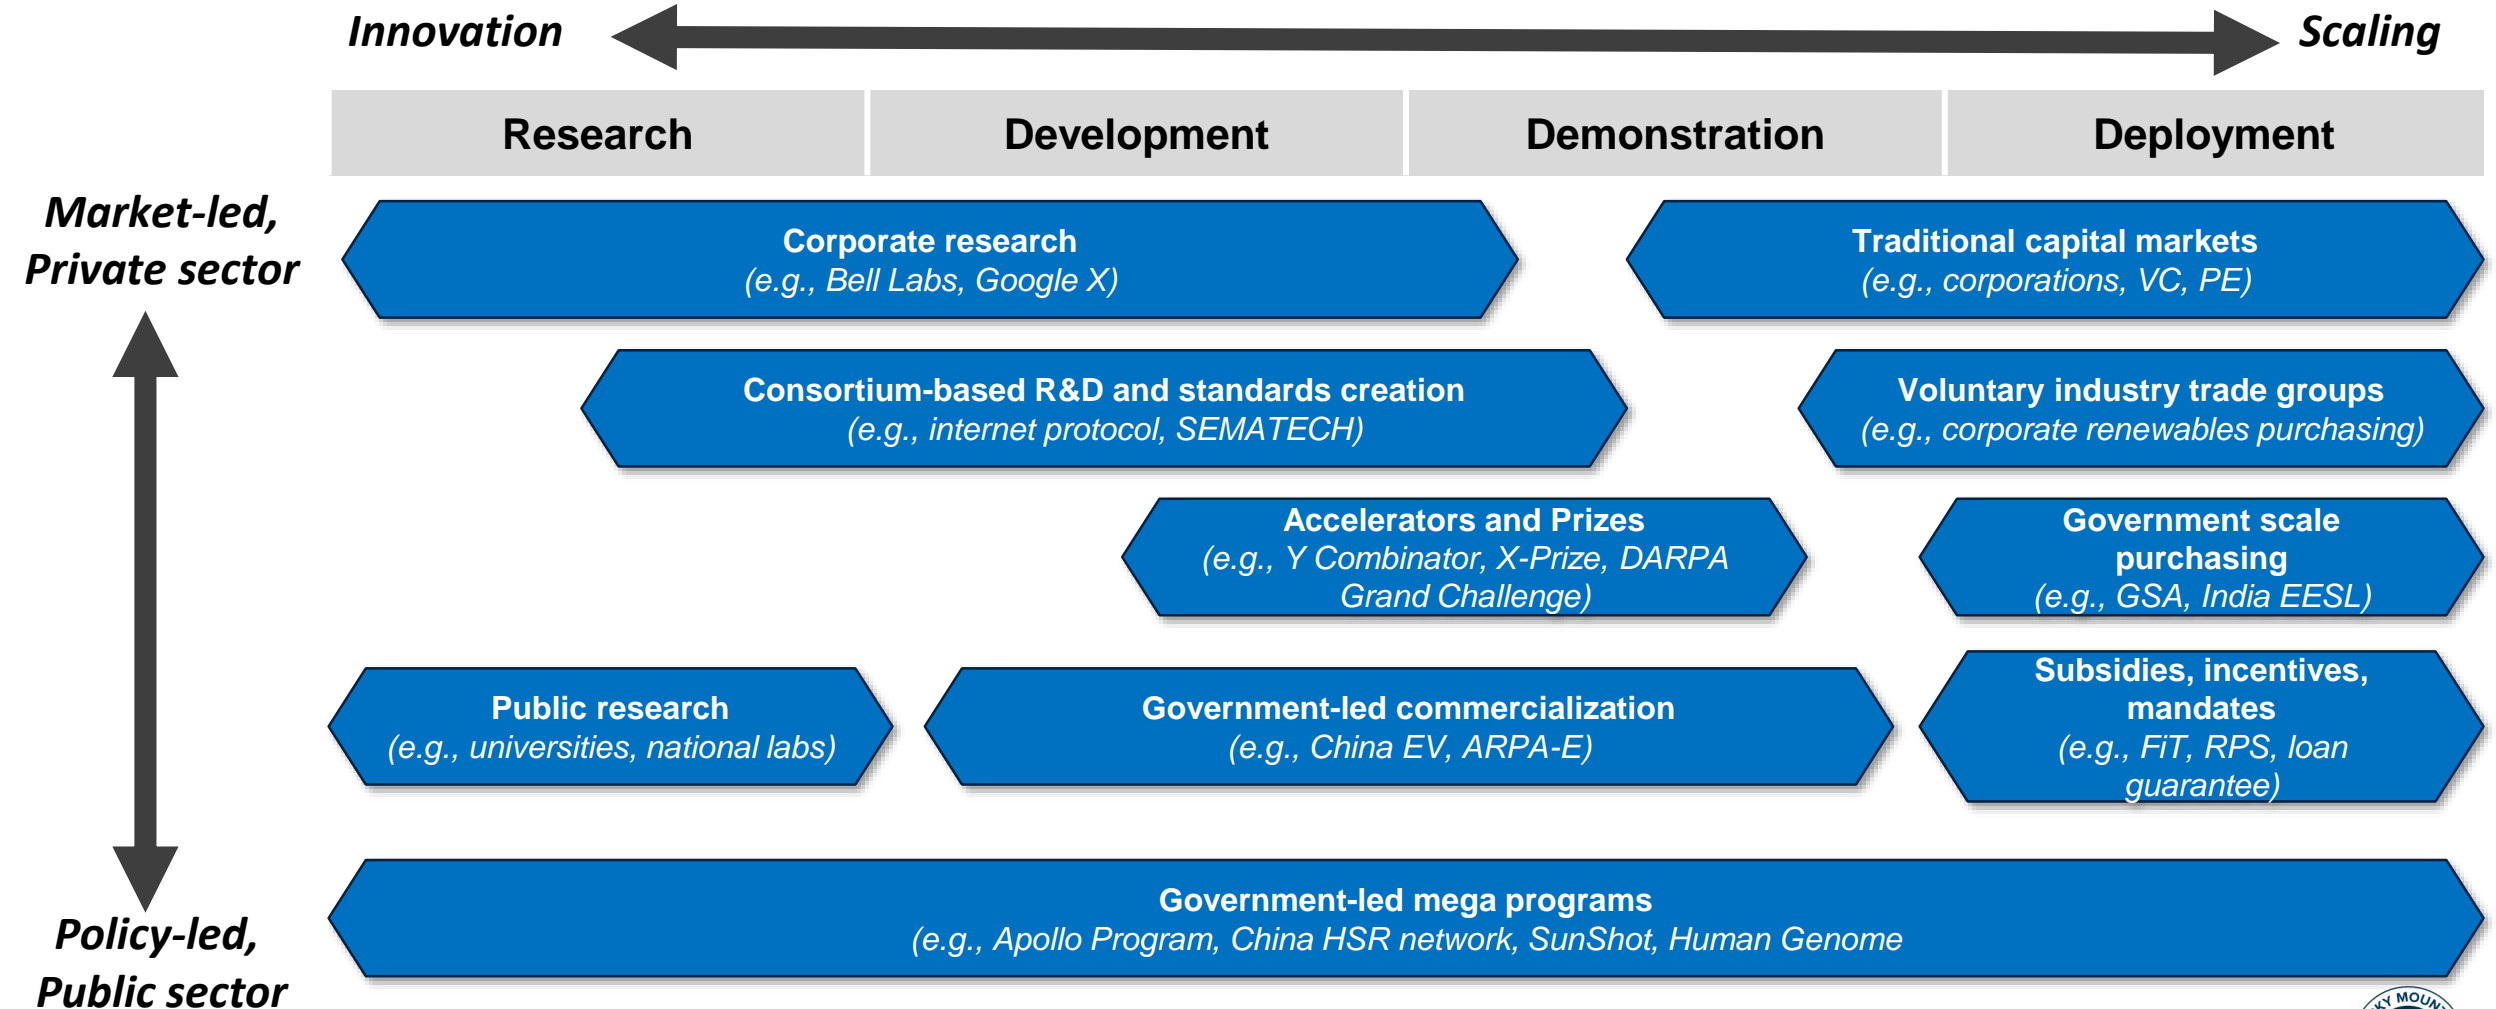 Innovation
Scaling
Research
Development
Demonstration
Deployment
Market-led,
Private sector
Corporate research
(e.g., Bell Labs, Google X)
Traditional capital markets
(e.g., corporations, VC, PE)
Consortium-based R&D and standards creation
(e.g., internet protocol, SEMATECH)
Voluntary industry trade groups
(e.g., corporate renewables purchasing)
Accelerators and Prizes
(e.g., Y Combinator, X-Prize, DARPA
Grand Challenge)
Government scale
purchasing
(e.g., GSA, India EESL)
Public research
(e.g., universities, national labs)
Government-led commercialization
(e.g., China EV, ARPA-E)
Subsidies, incentives,
mandates
(e.g., FiT, RPS, loan
guarantee)
Government-led mega programs
(e.g., Apollo Program, China HSR network, SunShot, Human Genome
Policy-led,
Public sector